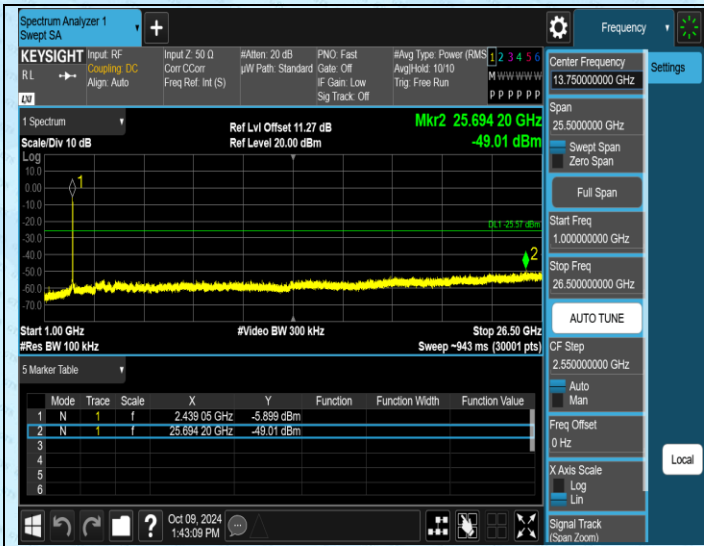 Spectrum Analyzer 1
Swept SA
+
Frequency
KEYSIGHT
RL
LXI
Input: RF
Coupling: DC
Align: Auto
Input Z: 50 Ω
Corr CCorr
Freq Ref: Int (S)
#Atten: 20 dB
µW Path: Standard
PNO: Fast
Gate: Off
IF Gain: Low
Sig Track: Off
#Avg Type: Power (RMS
Avg|Hold: 10/10
Trig: Free Run
1 2 3 4 5 6
M W W W W W
P P P P P P
1 Spectrum
Scale/Div 10 dB
Ref Lvl Offset 11.27 dB
Ref Level 20.00 dBm
Mkr2 25.694 20 GHz
-49.01 dBm
Log
10.0
0.00
-10.0
-20.0
-30.0
-40.0
-50.0
-60.0
-70.0
1
DL1 -25.57 dBm
2
Start 1.00 GHz
#Res BW 100 kHz
#Video BW 300 kHz
Stop 26.50 GHz
Sweep ~943 ms (30001 pts)
5 Marker Table
Mode Trace Scale X Y Function Function Width Function Value
1 N 1 f 2.439 05 GHz -5.899 dBm
2 N 1 f 25.694 20 GHz -49.01 dBm
3
4
5
6
Oct 09, 2024
1:43:09 PM
?
Center Frequency
13.750000000 GHz
Span
25.5000000 GHz
Swept Span
Zero Span
Full Span
Start Freq
1.000000000 GHz
Stop Freq
26.500000000 GHz
AUTO TUNE
CF Step
2.550000000 GHz
Auto
Man
Freq Offset
0 Hz
X Axis Scale
Log
Lin
Signal Track
(Span Zoom)
Settings
Local